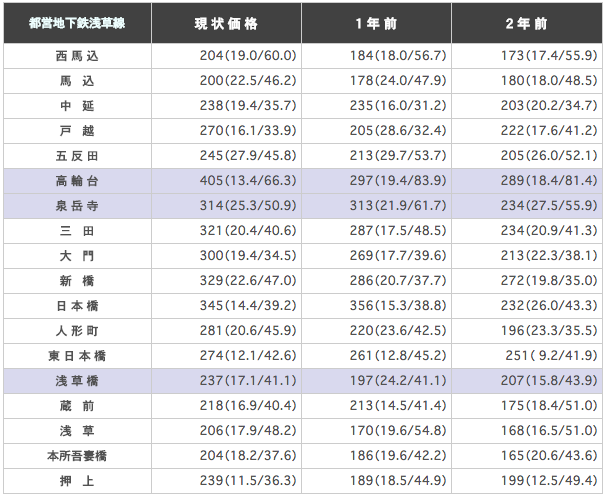 都営地下鉄浅草線 現状価格 1年前 2年前
西馬込 204(19.0/60.0) 184(18.0/56.7) 173(17.4/55.9)
馬込 200(22.5/46.2) 178(24.0/47.9) 180(18.0/48.5)
中延 238(19.4/35.7) 235(16.0/31.2) 203(20.2/34.7)
戸越 270(16.1/33.9) 205(28.6/32.4) 222(17.6/41.2)
五反田 245(27.9/45.8) 213(29.7/53.7) 205(26.0/52.1)
高輪台 405(13.4/66.3) 297(19.4/83.9) 289(18.4/81.4)
泉岳寺 314(25.3/50.9) 313(21.9/61.7) 234(27.5/55.9)
三田 321(20.4/40.6) 287(17.5/48.5) 234(20.9/41.3)
大門 300(19.4/34.5) 269(17.7/39.6) 213(22.3/38.1)
新橋 329(22.6/47.0) 286(20.7/37.7) 272(19.8/35.0)
日本橋 345(14.4/39.2) 356(15.3/38.8) 232(26.0/43.3)
人形町 281(20.6/45.9) 220(23.6/42.5) 196(23.3/35.5)
東日本橋 274(12.1/42.6) 261(12.8/45.2) 251( 9.2/41.9)
浅草橋 237(17.1/41.1) 197(24.2/41.1) 207(15.8/43.9)
蔵前 218(16.9/40.4) 213(14.5/41.4) 175(18.4/51.0)
浅草 206(17.9/48.2) 170(19.6/54.8) 168(16.5/51.0)
本所吾妻橋 204(18.2/37.6) 186(19.6/42.2) 165(20.6/43.6)
押上 239(11.5/36.3) 189(18.5/44.9) 199(12.5/49.4)